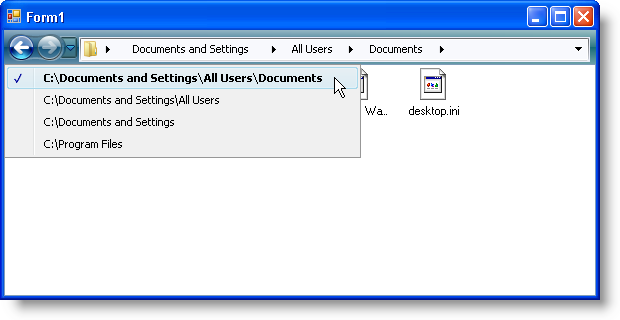 Form1
Documents and Settings All Users Documents
C:\Documents and Settings\All Users\Documents
C:\Documents and Settings\All Users
C:\Documents and Settings
C:\Program Files
Wa.. desktop.ini